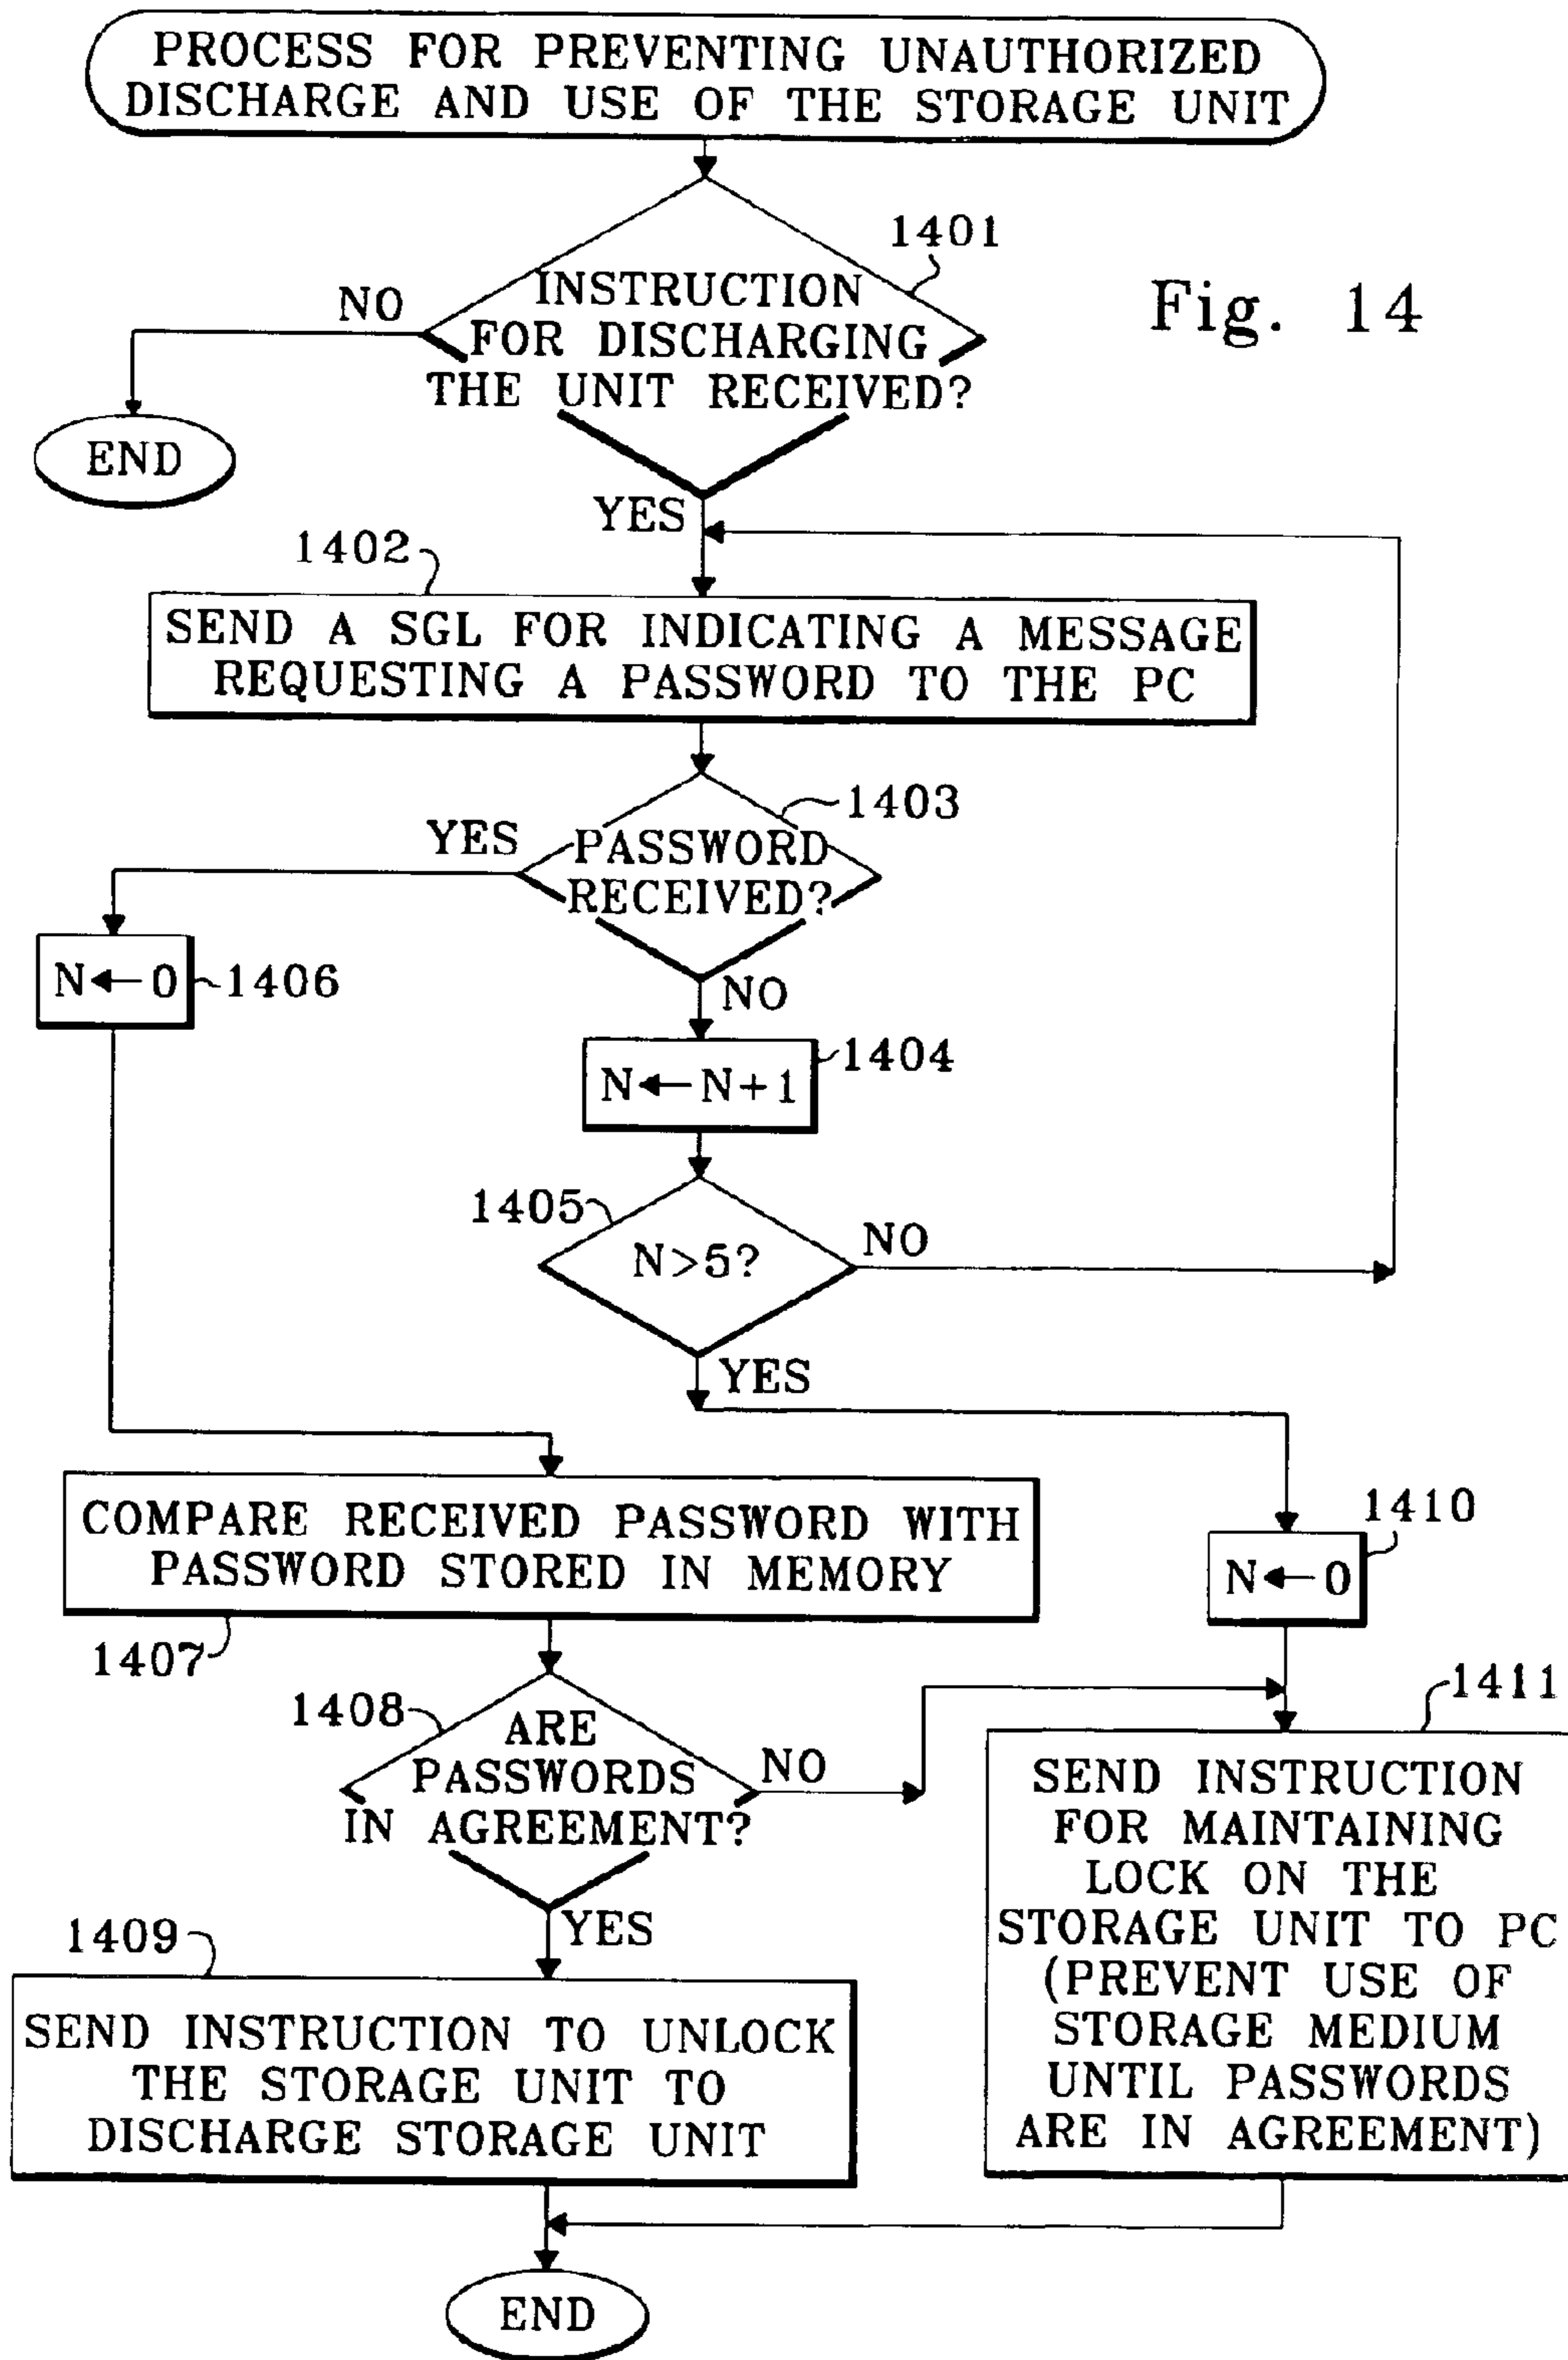 PROCESS FOR PREVENTING UNAUTHORIZED
DISCHARGE AND USE OF THE STORAGE UNIT
1401
Fig. 14
NO
INSTRUCTION
FOR DISCHARGING
THE UNIT RECEIVED?
END
YES
1402
SEND A SGL FOR INDICATING A MESSAGE
REQUESTING A PASSWORD TO THE PC
1403
YES
PASSWORD
RECEIVED?
N←0
1406
NO
1404
N←N+1
1405
N>5?
NO
YES
COMPARE RECEIVED PASSWORD WITH
PASSWORD STORED IN MEMORY
1407
1410
N←0
1408
ARE
PASSWORDS
IN AGREEMENT?
NO
1411
SEND INSTRUCTION
FOR MAINTAINING
LOCK ON THE
STORAGE UNIT TO PC
(PREVENT USE OF
STORAGE MEDIUM
UNTIL PASSWORDS
ARE IN AGREEMENT)
YES
1409
SEND INSTRUCTION TO UNLOCK
THE STORAGE UNIT TO
DISCHARGE STORAGE UNIT
END